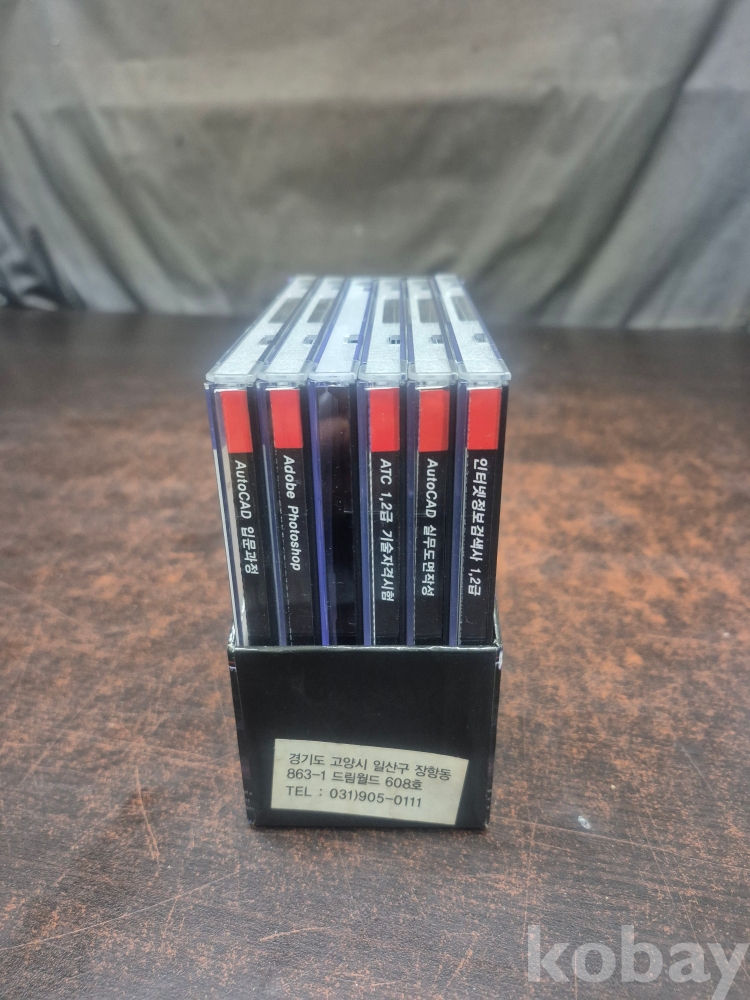 AutoCAD 입문과정
Adobe Photoshop
ATC 1,2급 기술자격시험
AutoCAD 실무도면작성
인터넷정보검색사 1,2급
경기도 고양시 일산구 장항동
863-1 드림월드 608호
TEL : 031)905-0111
kobay